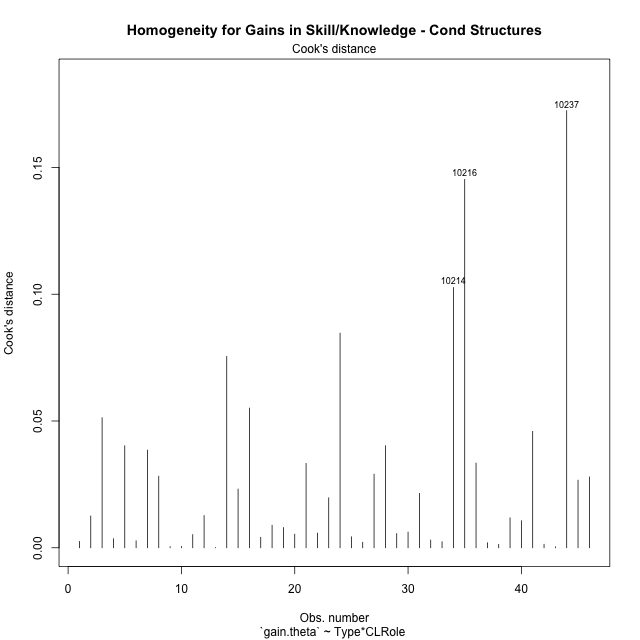 Homogeneity for Gains in Skill/Knowledge - Cond Structures
Cook's distance
10237
10216
10214
Cook's distance
0.15
0.10
0.05
0.00
0 10 20 30 40
Obs. number
`gain.theta` ~ Type*CLRole